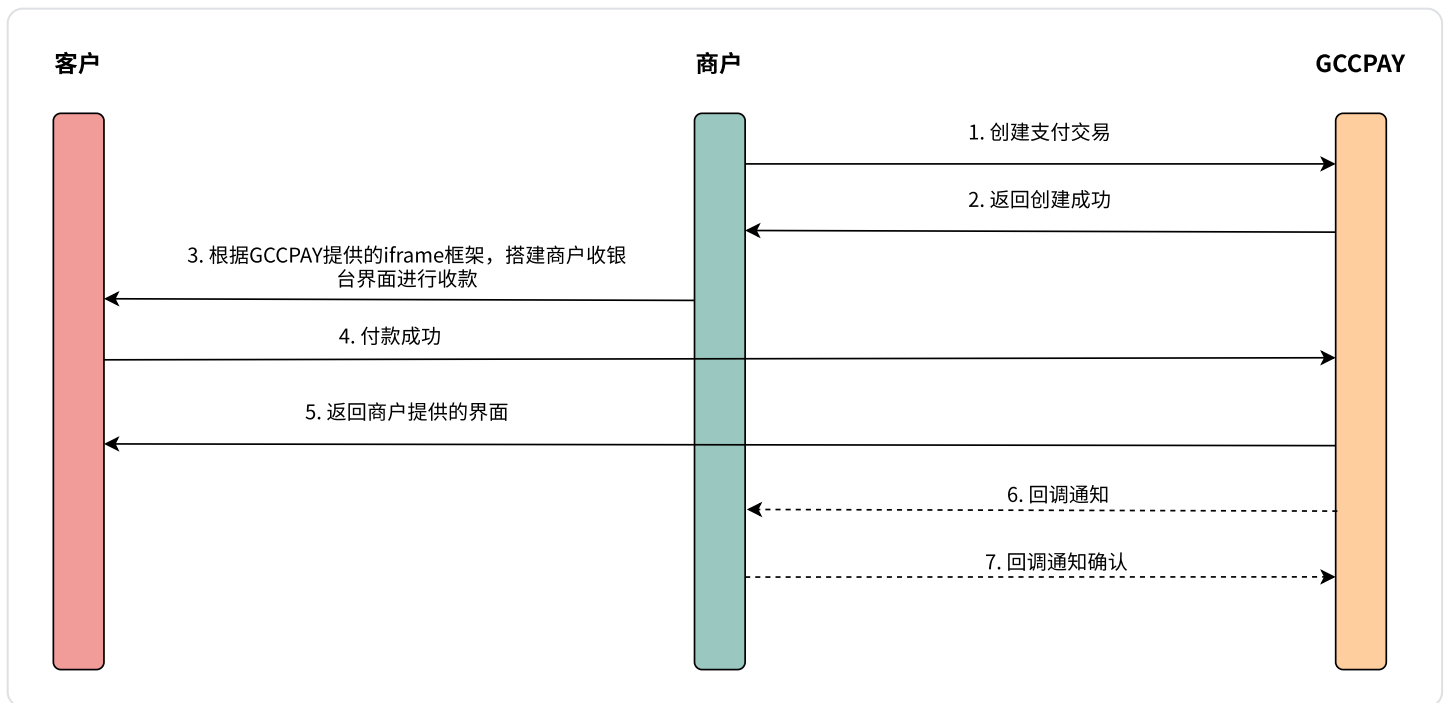 客户
商户
GCCPAY
1. 创建支付交易
2. 返回创建成功
3. 根据GCCPAY提供的iframe框架，搭建商户收银
台界面进行收款
4. 付款成功
5. 返回商户提供的界面
6. 回调通知
7. 回调通知确认